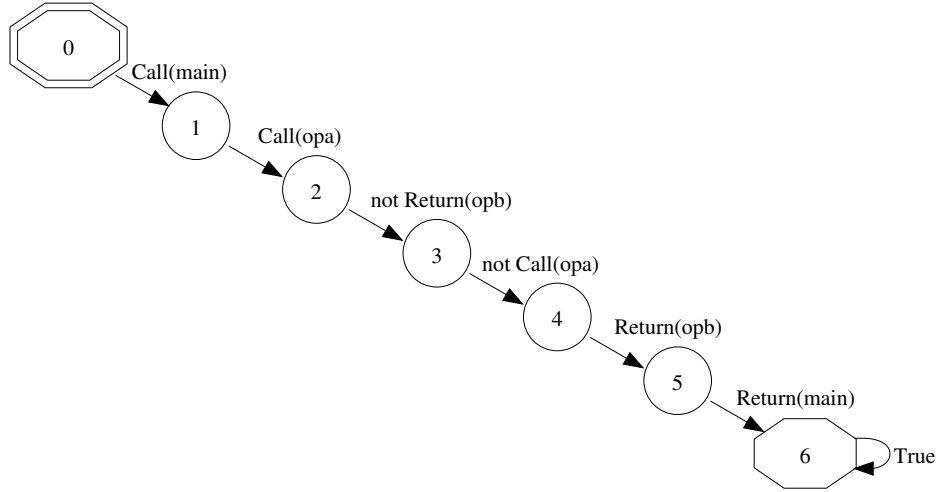 0
Call(main)
1
Call(opa)
2
not Return(opb)
3
not Call(opa)
4
Return(opb)
5
Return(main)
6
True